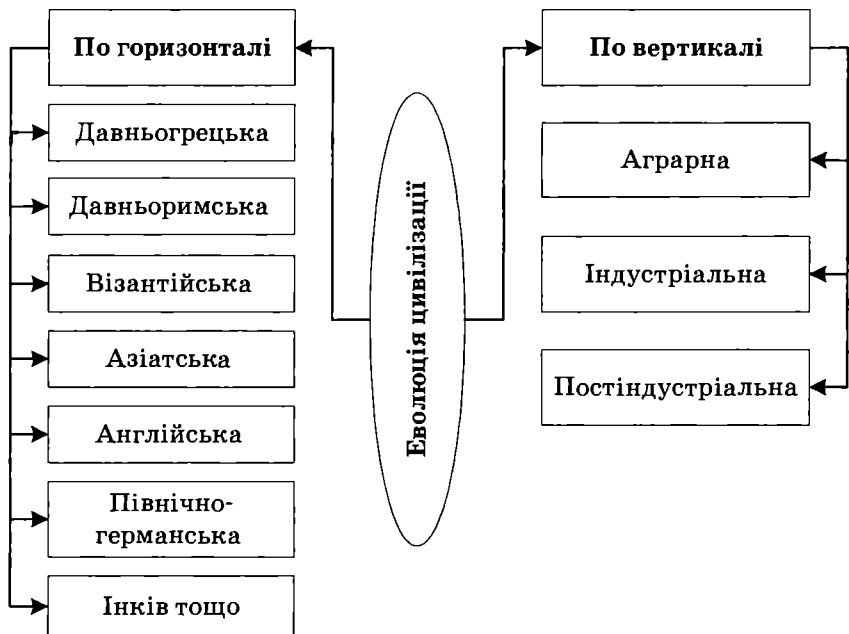 По горизонталі
Давньогрецька
Давньоримська
Візантійська
Азіатська
Англійська
Північно-
германська
Інків тощо
Еволюція цивілізації
По вертикалі
Аграрна
Індустріальна
Постіндустріальна